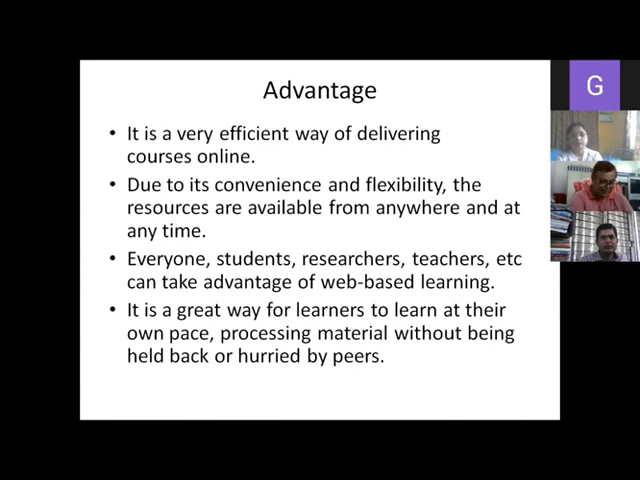 Advantage
• It is a very efficient way of delivering
courses online.
• Due to its convenience and flexibility, the
resources are available from anywhere and at
any time.
• Everyone, students, researchers, teachers, etc
can take advantage of web-based learning.
• It is a great way for learners to learn at their
own pace, processing material without being
held back or hurried by peers.
G